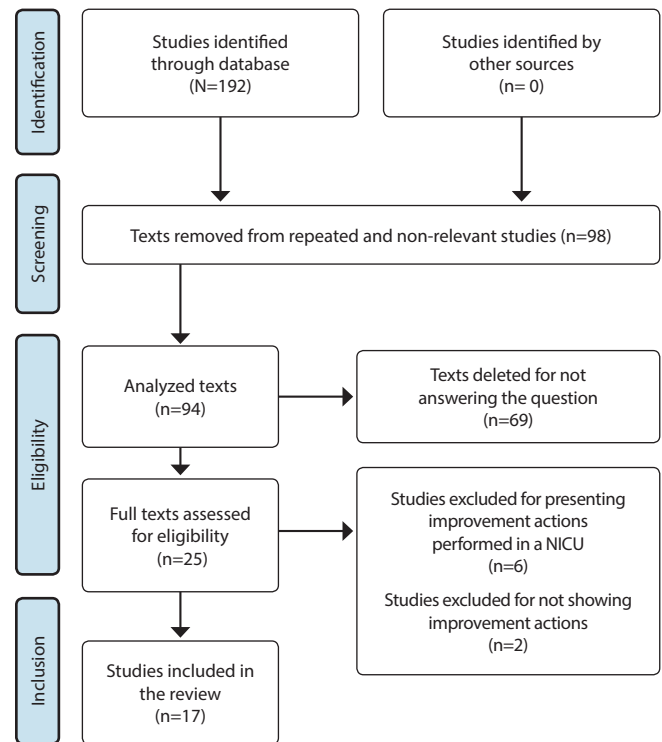 Identification
Studies identified
through database
(N=192)
Studies identified by
other sources
(n= 0)
Screening
Texts removed from repeated and non-relevant studies (n=98)
Eligibility
Analyzed texts
(n=94)
Texts deleted for not
answering the question
(n=69)
Full texts assessed
for eligibility
(n=25)
Studies excluded for presenting
improvement actions
performed in a NICU
(n=6)
Studies excluded for not showing
improvement actions
(n=2)
Inclusion
Studies included in
the review
(n=17)